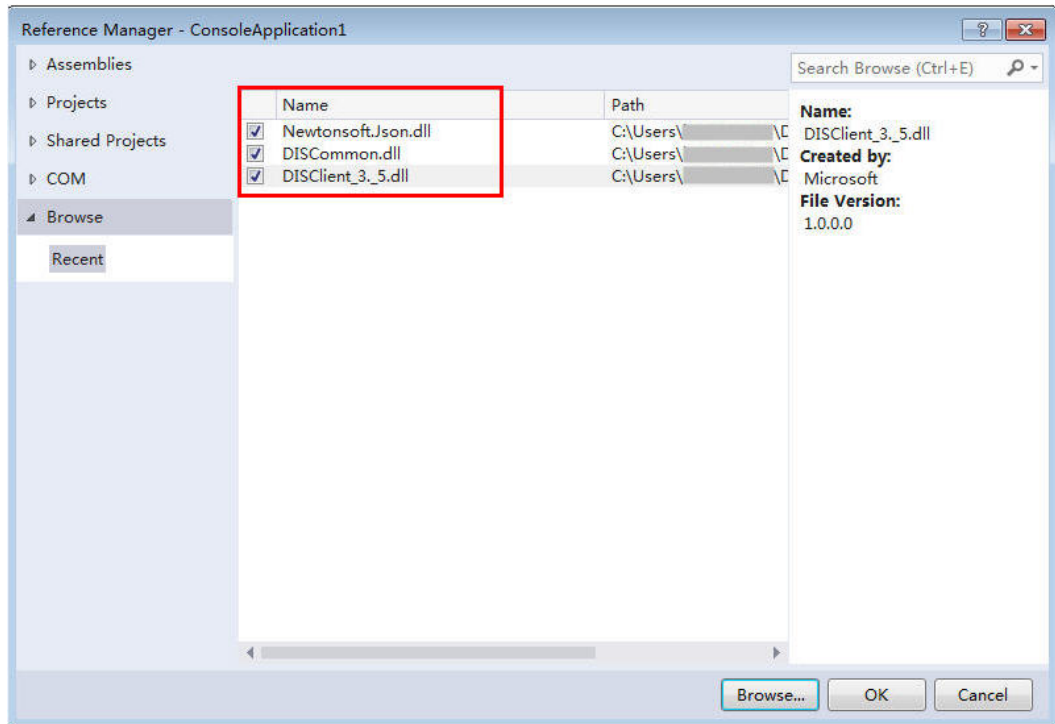 Reference Manager - ConsoleApplication1
Assemblies
Projects
Shared Projects
COM
Browse
Recent
Name Path
Newtonsoft.Json.dll C:\Users\ \D
DISCommon.dll C:\Users\ \D
DISClient_3._5.dll C:\Users\ \D
Search Browse (Ctrl+E)
Name:
DISClient_3._5.dll
Created by:
Microsoft
File Version:
1.0.0.0
Browse... OK Cancel